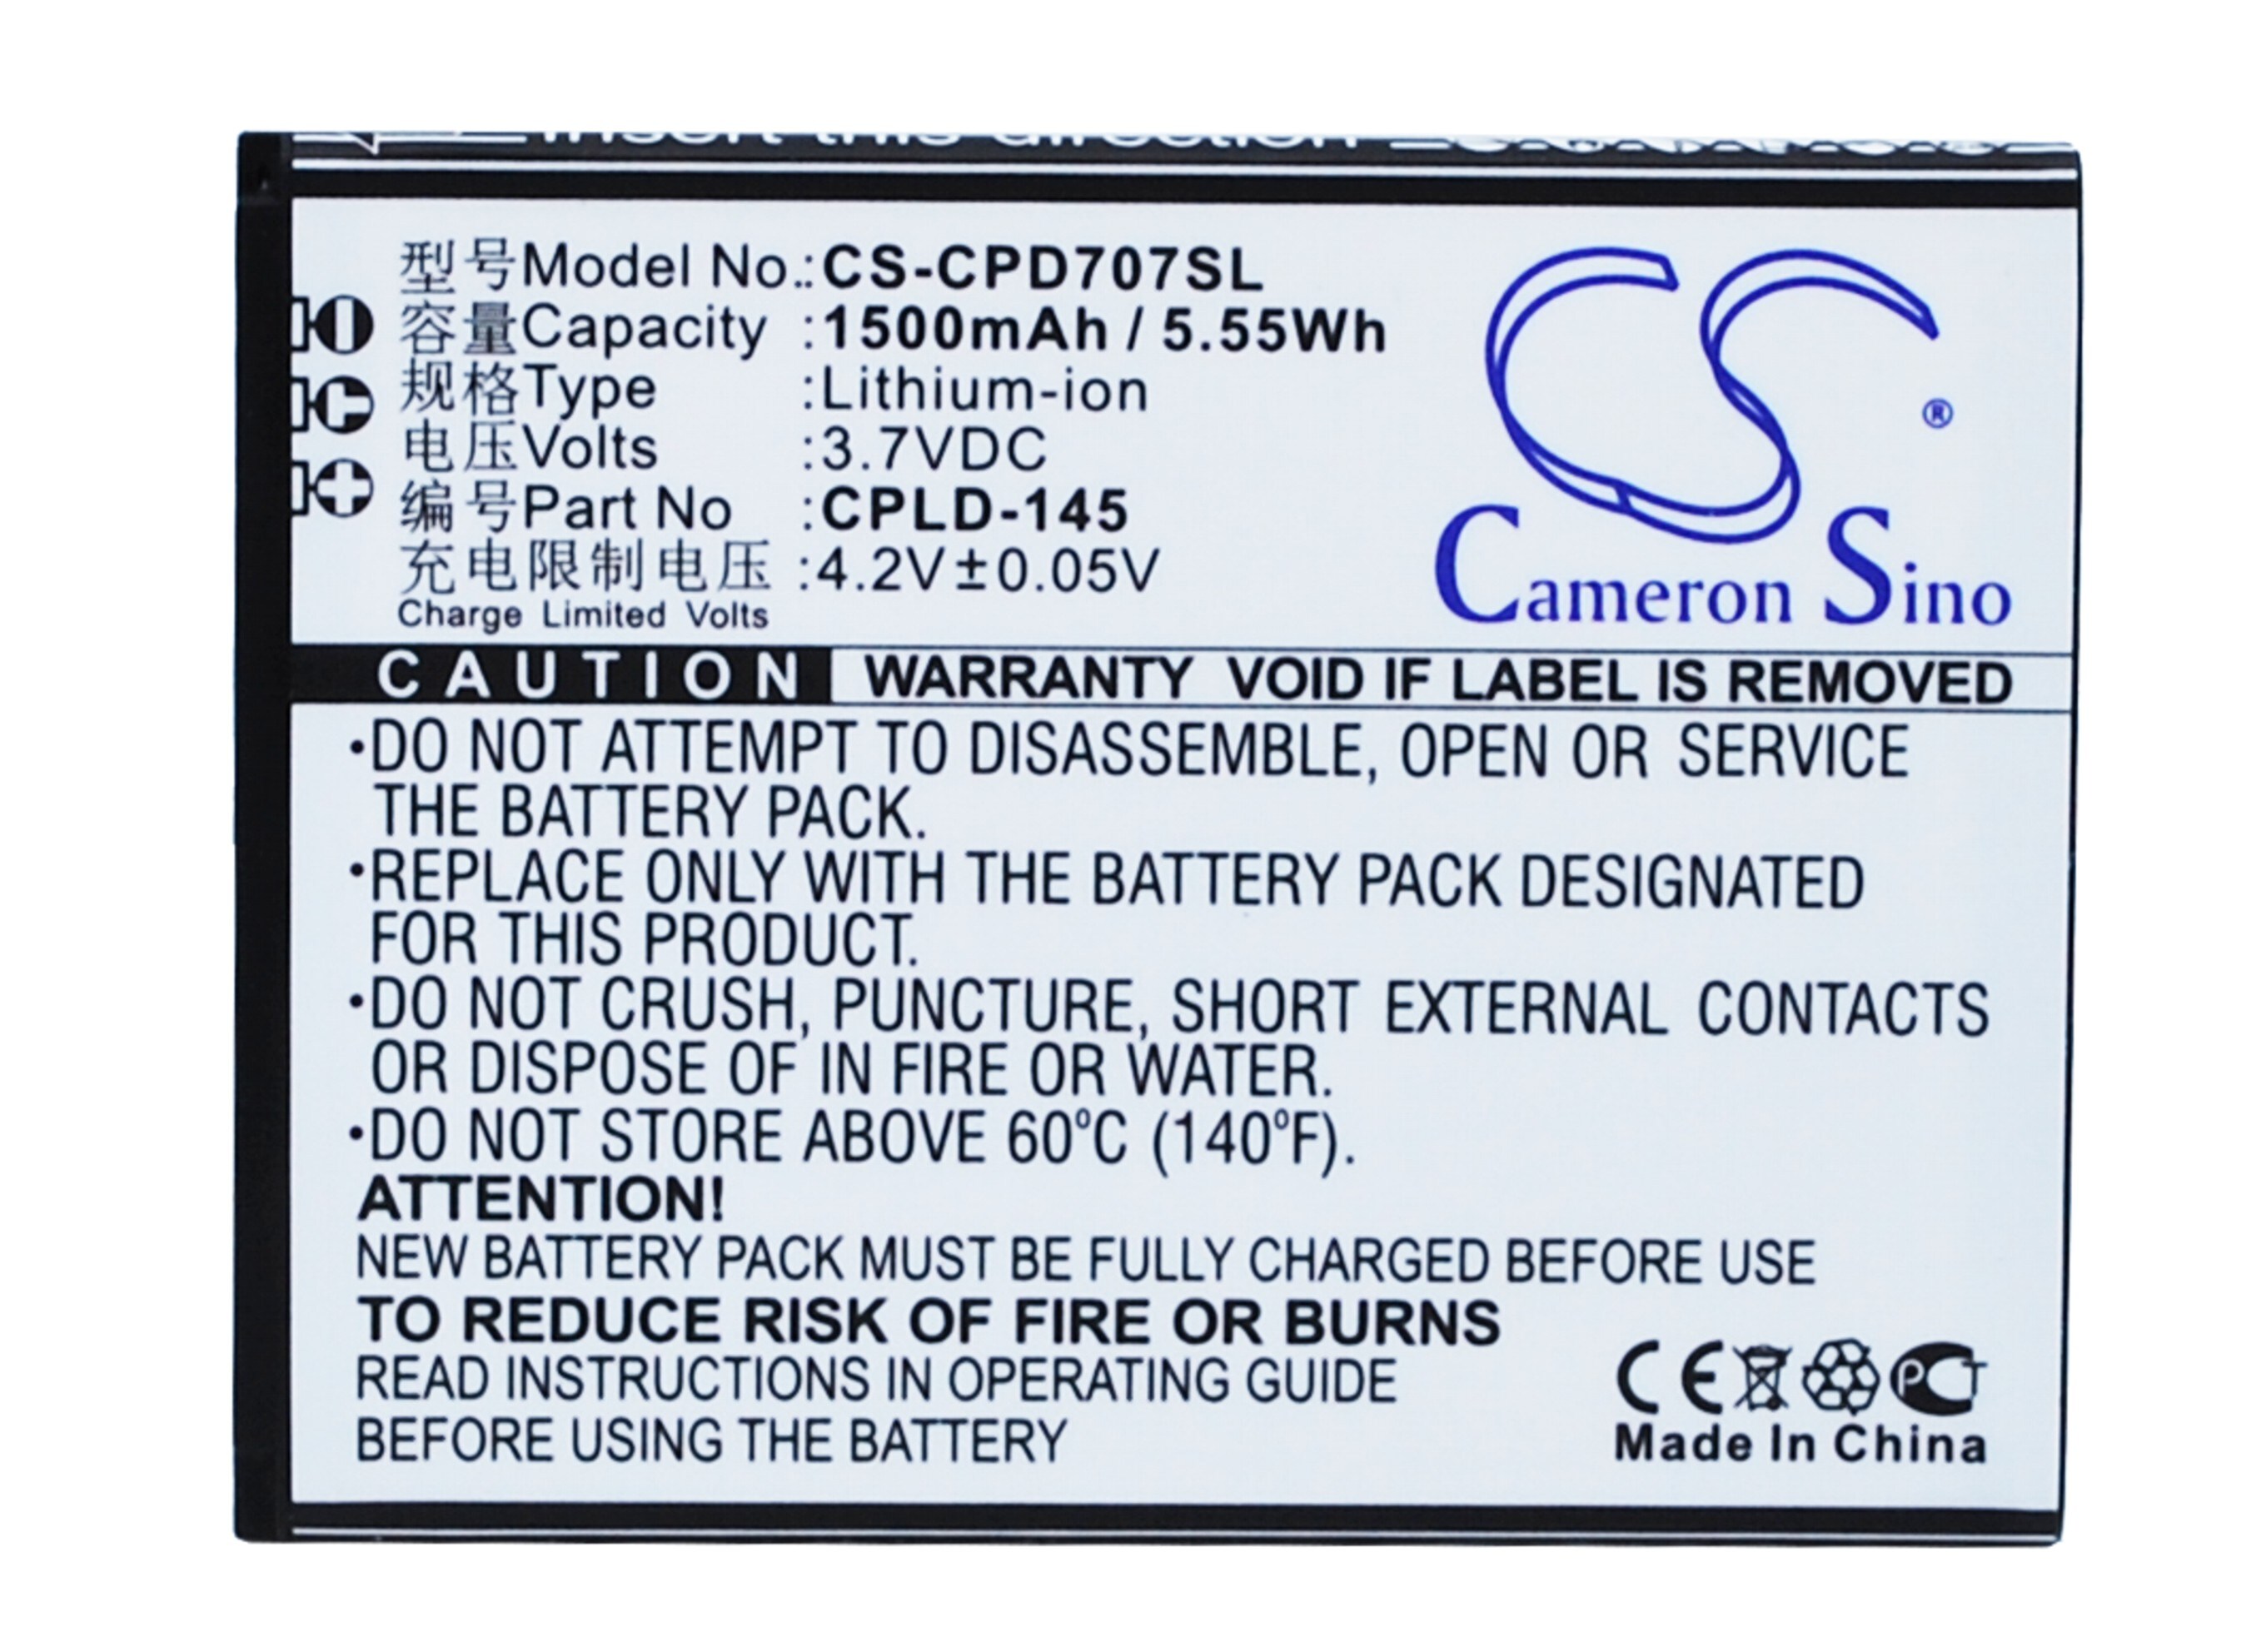 Insert this direction
型号Model No.:CS-CPD707SL
容量Capacity :1500mAh / 5.55Wh
规格Type :Lithium-ion
电压Volts :3.7VDC
编号Part No :CPLD-145
充电限制电压 :4.2V±0.05V
Charge Limited Volts
CS ®
Cameron Sino
CAUTION WARRANTY VOID IF LABEL IS REMOVED
•DO NOT ATTEMPT TO DISASSEMBLE, OPEN OR SERVICE
THE BATTERY PACK.
•REPLACE ONLY WITH THE BATTERY PACK DESIGNATED
FOR THIS PRODUCT.
•DO NOT CRUSH, PUNCTURE, SHORT EXTERNAL CONTACTS
OR DISPOSE OF IN FIRE OR WATER.
•DO NOT STORE ABOVE 60°C (140°F).
ATTENTION!
NEW BATTERY PACK MUST BE FULLY CHARGED BEFORE USE
TO REDUCE RISK OF FIRE OR BURNS
READ INSTRUCTIONS IN OPERATING GUIDE
BEFORE USING THE BATTERY
CE PCT
Made In China